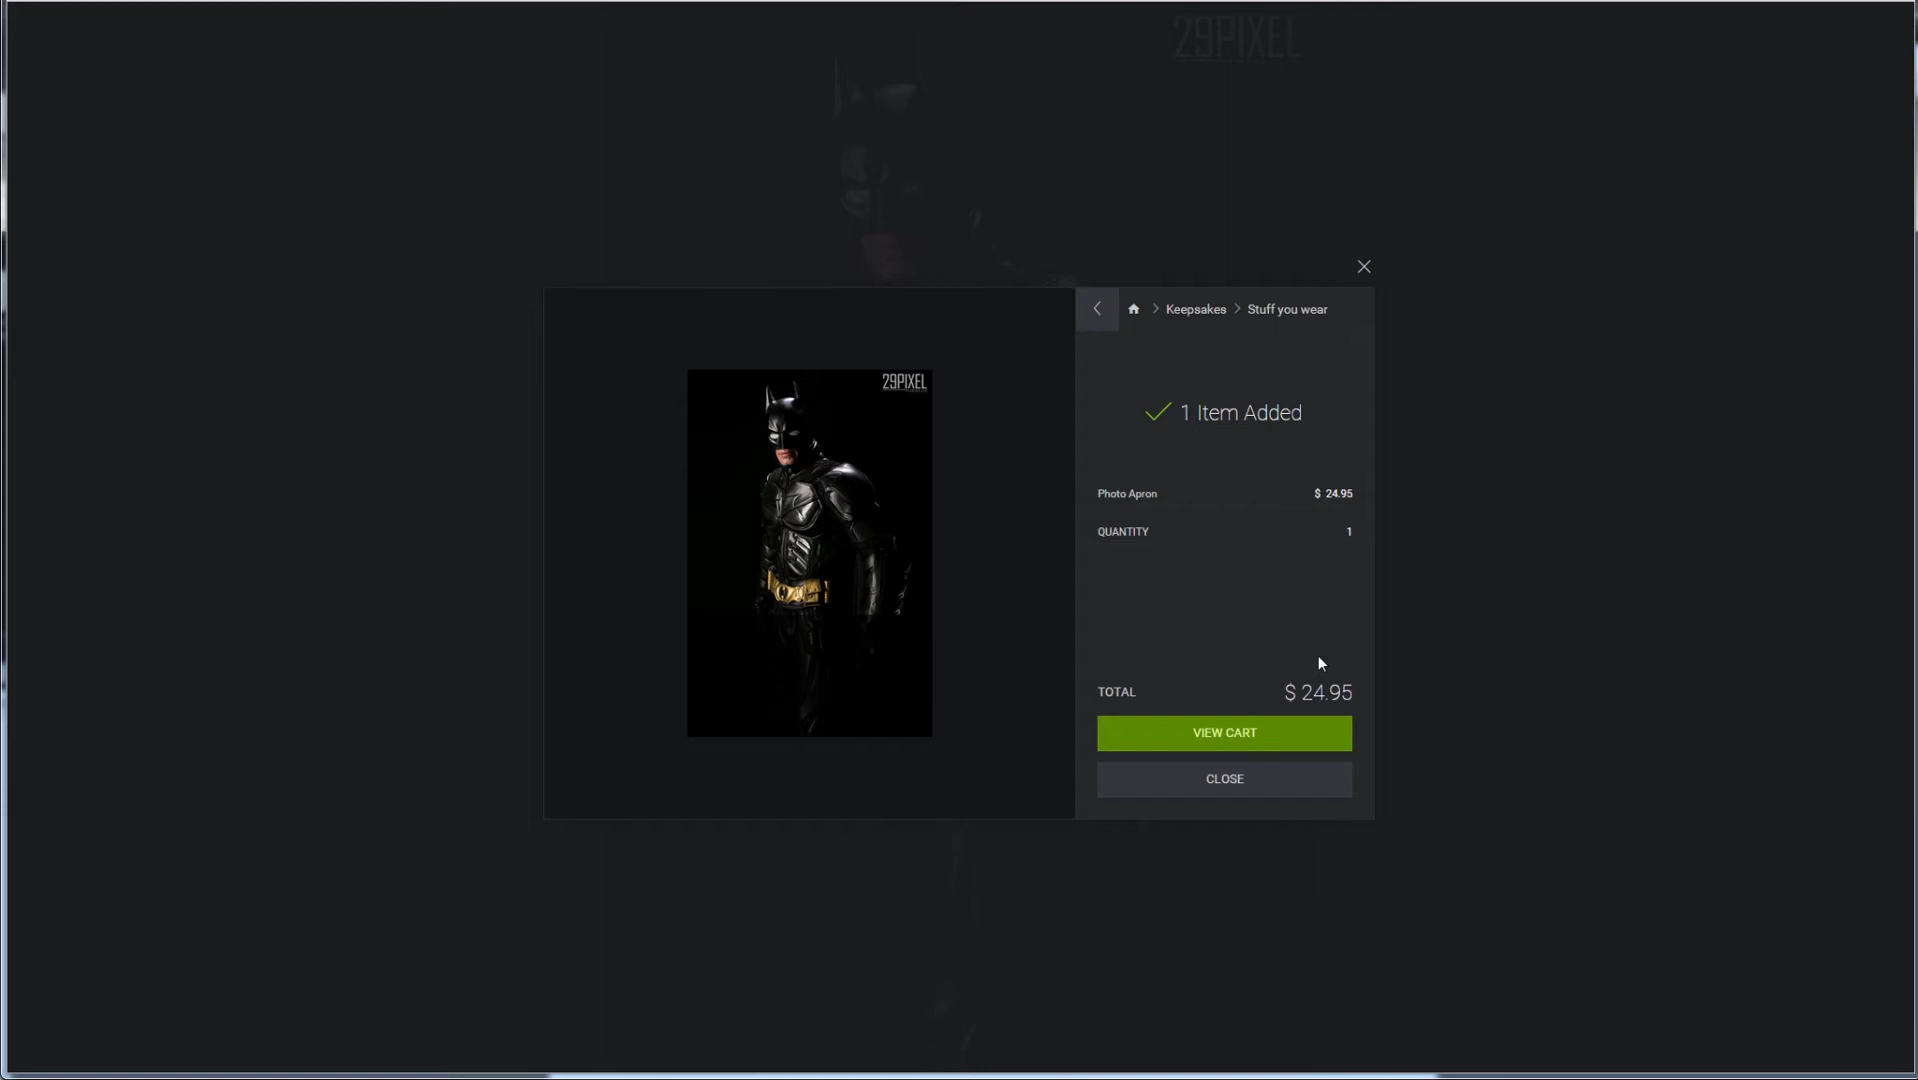 29PIXEL
Keepsakes Stuff you wear
29PIXEL
1 Item Added
Photo Apron $ 24.95
QUANTITY 1
TOTAL $ 24.95
VIEW CART
CLOSE